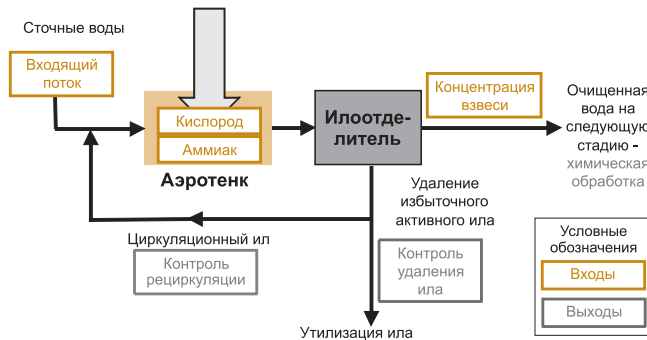 Сточные воды
Входящий
поток
Кислород
Аммиак
Аэротенк
Илоотде-
литель
Концентрация
взвеси
Очищенная
вода на
следующую
стадию -
химическая
обработка
Удаление
избыточного
активного ила
Циркуляционный ил
Контроль
рециркуляции
Контроль
удаления
ила
Утилизация ила
Условные
обозначения
Входы
Выходы